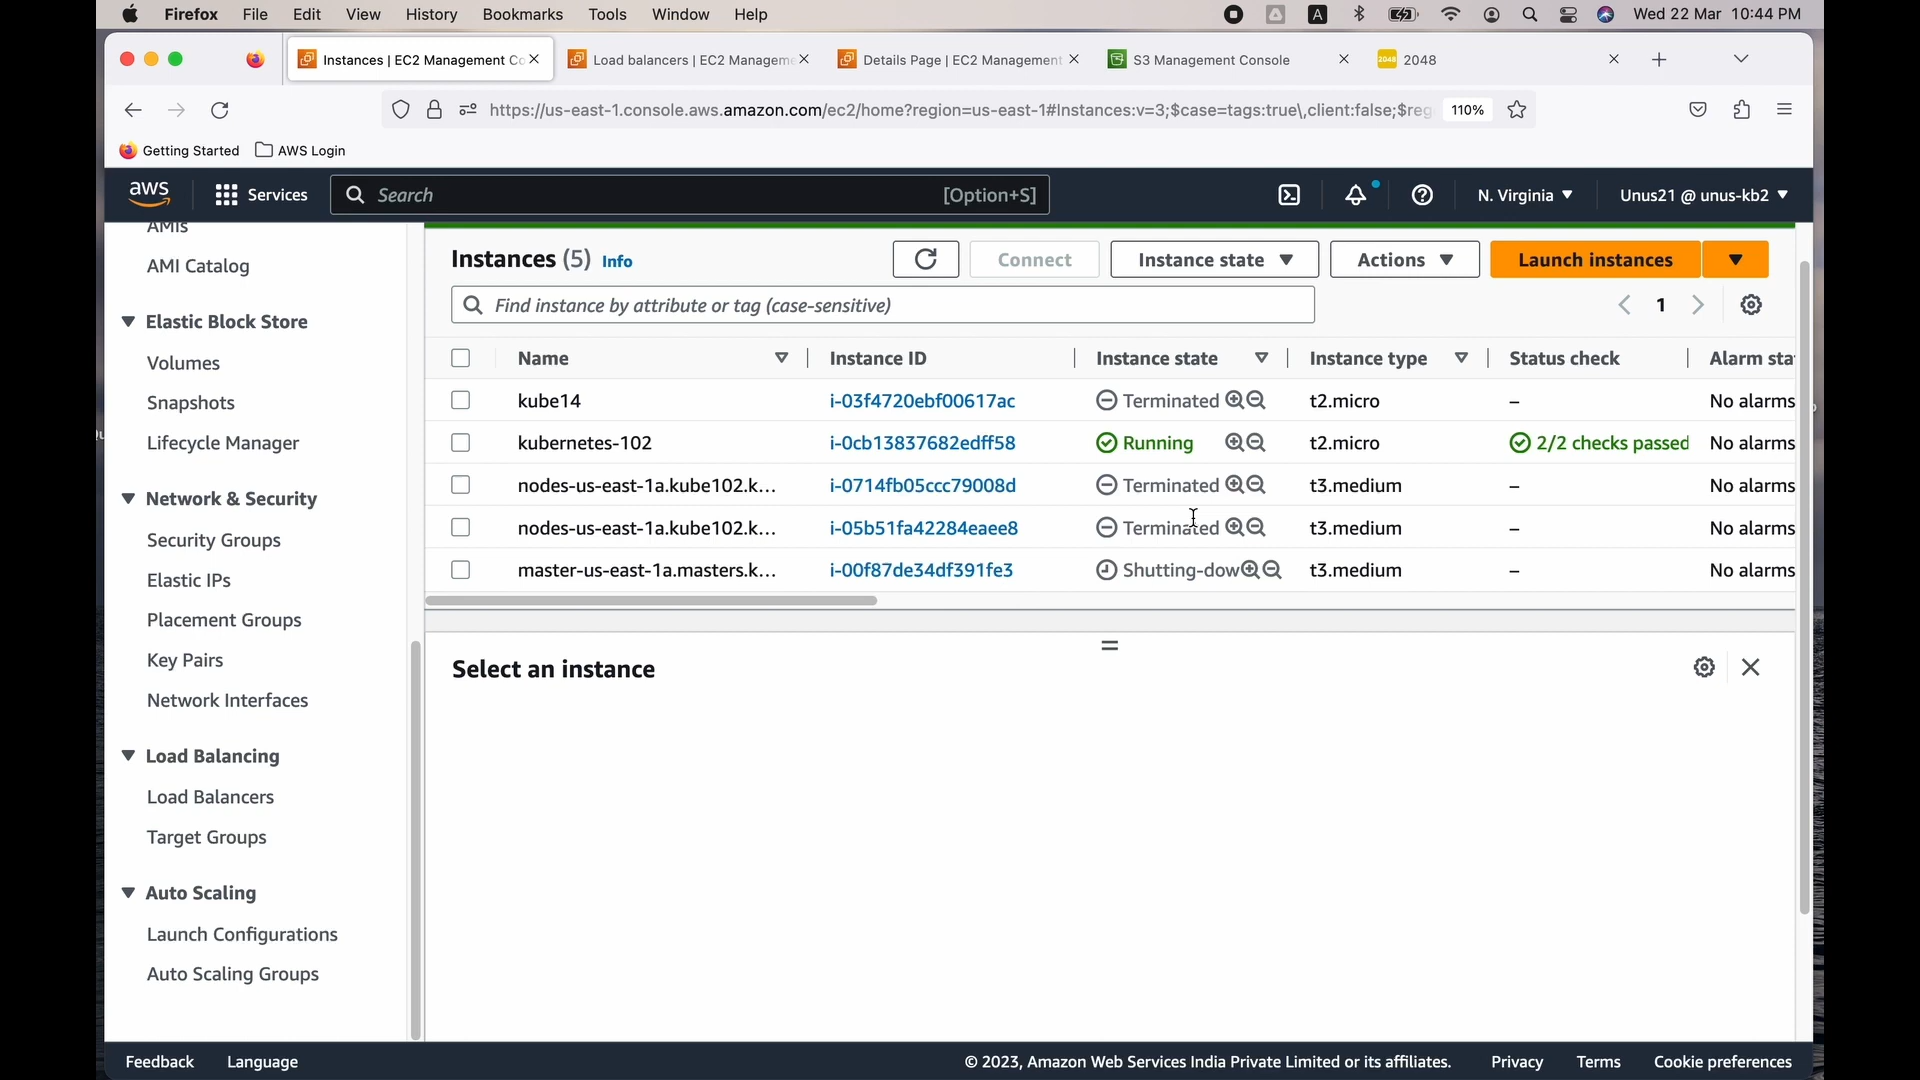 Firefox File Edit View History Bookmarks Tools Window Help A Wed 22 Mar 10:44 PM
Instances | EC2 Management Co Load balancers | EC2 Manageme Details Page | EC2 Management S3 Management Console 2048 2048
https://us-east-1.console.aws.amazon.com/ec2/home?region=us-east-1#Instances:v=3;$case=tags:true\,client:false;$reg 110%
Getting Started AWS Login
aws Services Search [Option+S] N. Virginia Unus21 @ unus-kb2
AMIs
AMI Catalog
Elastic Block Store
Volumes
Snapshots
Lifecycle Manager
Network & Security
Security Groups
Elastic IPs
Placement Groups
Key Pairs
Network Interfaces
Load Balancing
Load Balancers
Target Groups
Auto Scaling
Launch Configurations
Auto Scaling Groups
Instances (5) Info Connect Instance state Actions Launch instances
Find instance by attribute or tag (case-sensitive) 1
Name Instance ID Instance state Instance type Status check Alarm sta
kube14 i-03f4720ebf00617ac Terminated t2.micro – No alarms
kubernetes-102 i-0cb13837682edff58 Running t2.micro 2/2 checks passed No alarms
nodes-us-east-1a.kube102.k... i-0714fb05ccc79008d Terminated t3.medium – No alarms
nodes-us-east-1a.kube102.k... i-05b51fa42284eaee8 Terminated t3.medium – No alarms
master-us-east-1a.masters.k... i-00f87de34df391fe3 Shutting-dow t3.medium – No alarms
Select an instance
Feedback Language © 2023, Amazon Web Services India Private Limited or its affiliates. Privacy Terms Cookie preferences